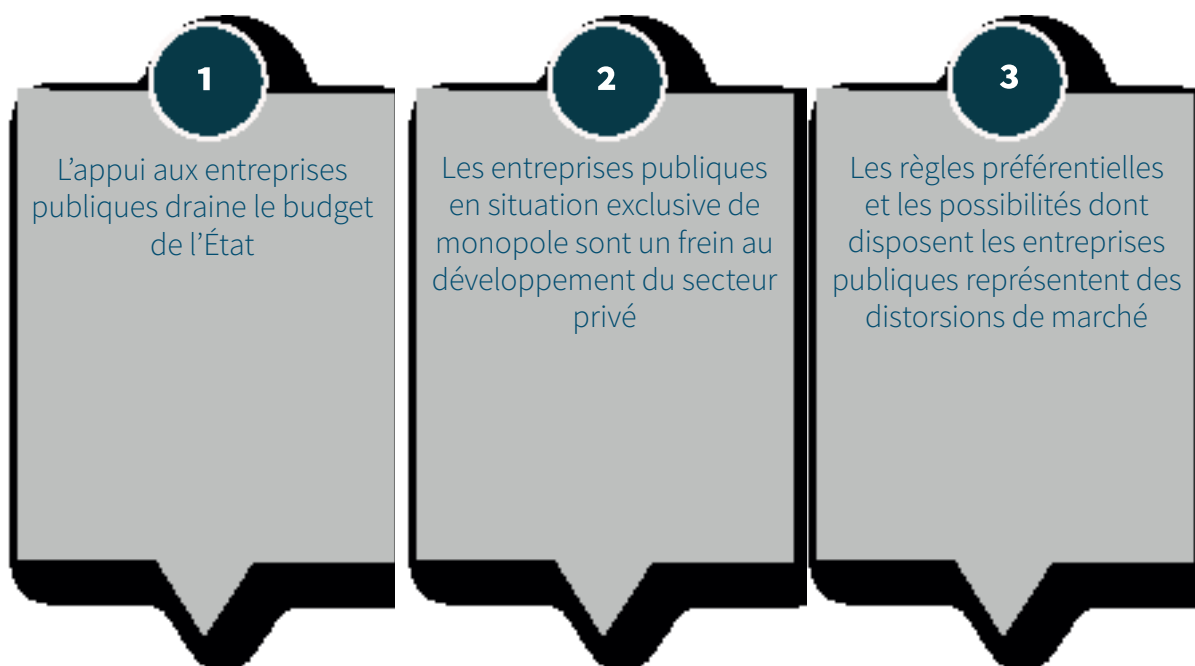 1
L’appui aux entreprises
publiques draine le budget
de l’État
2
Les entreprises publiques
en situation exclusive de
monopole sont un frein au
développement du secteur
privé
3
Les règles préférentielles
et les possibilités dont
disposent les entreprises
publiques représentent des
distorsions de marché